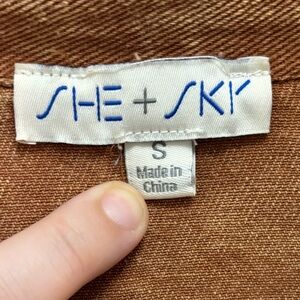 SHE + SKY
S
Made in
China